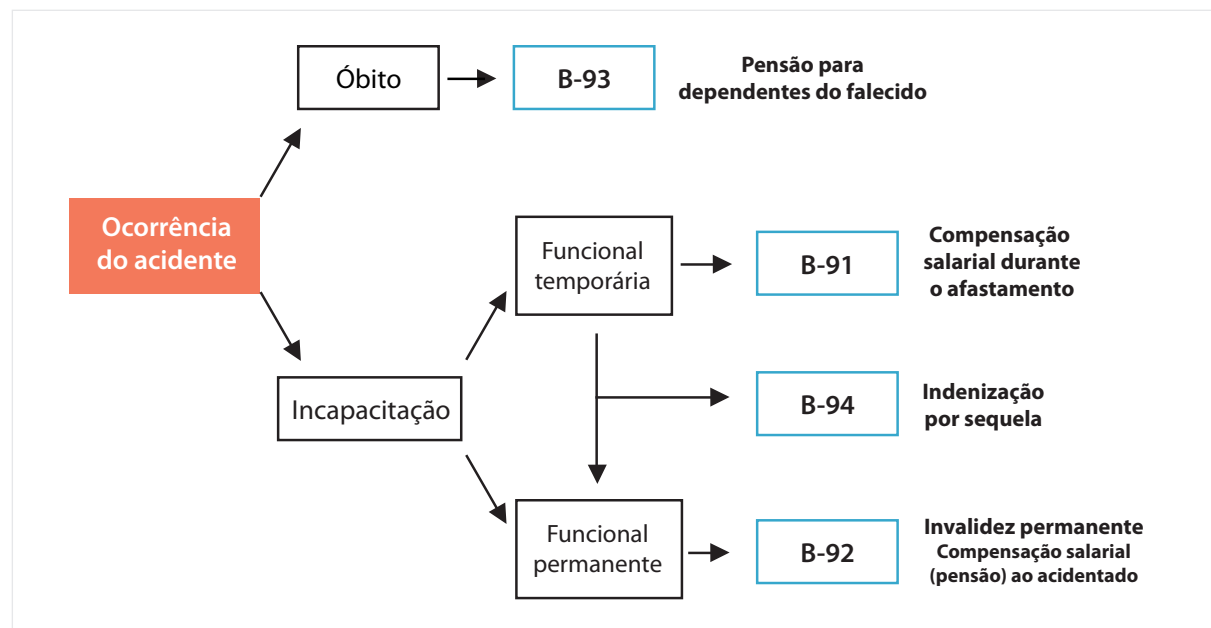 Óbito
B-93
Pensão para
dependentes do falecido
Ocorrência
do acidente
Funcional
temporária
B-91
Compensação
salarial durante
o afastamento
Incapacitação
B-94
Indenização
por sequela
Funcional
permanente
B-92
Invalidez permanente
Compensação salarial
(pensão) ao acidentado